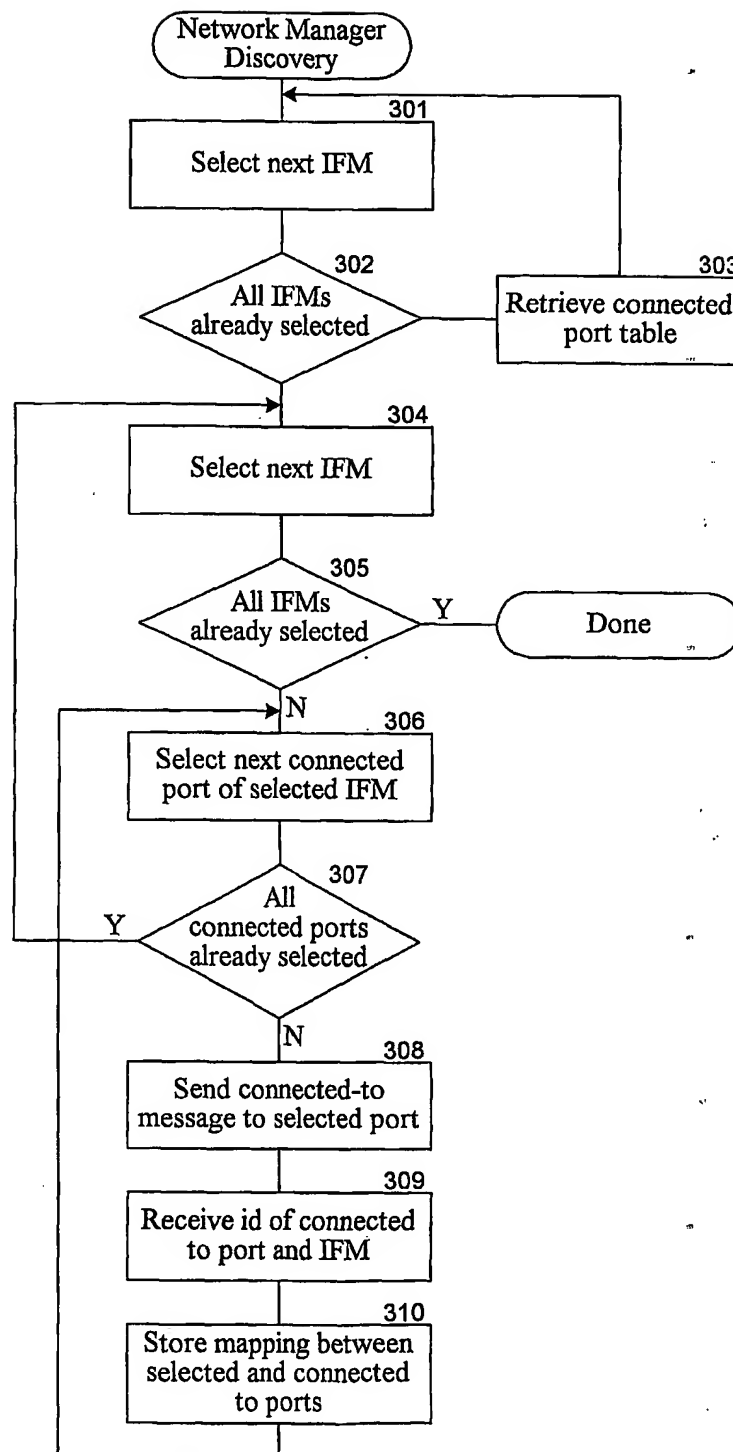 Network Manager
Discovery
301
Select next IFM
302
All IFMs
already selected
303
Retrieve connected
port table
304
Select next IFM
305
All IFMs
already selected
Y
Done
N
306
Select next connected
port of selected IFM
307
All
connected ports
already selected
Y
N
308
Send connected-to
message to selected port
309
Receive id of connected
to port and IFM
310
Store mapping between
selected and connected
to ports